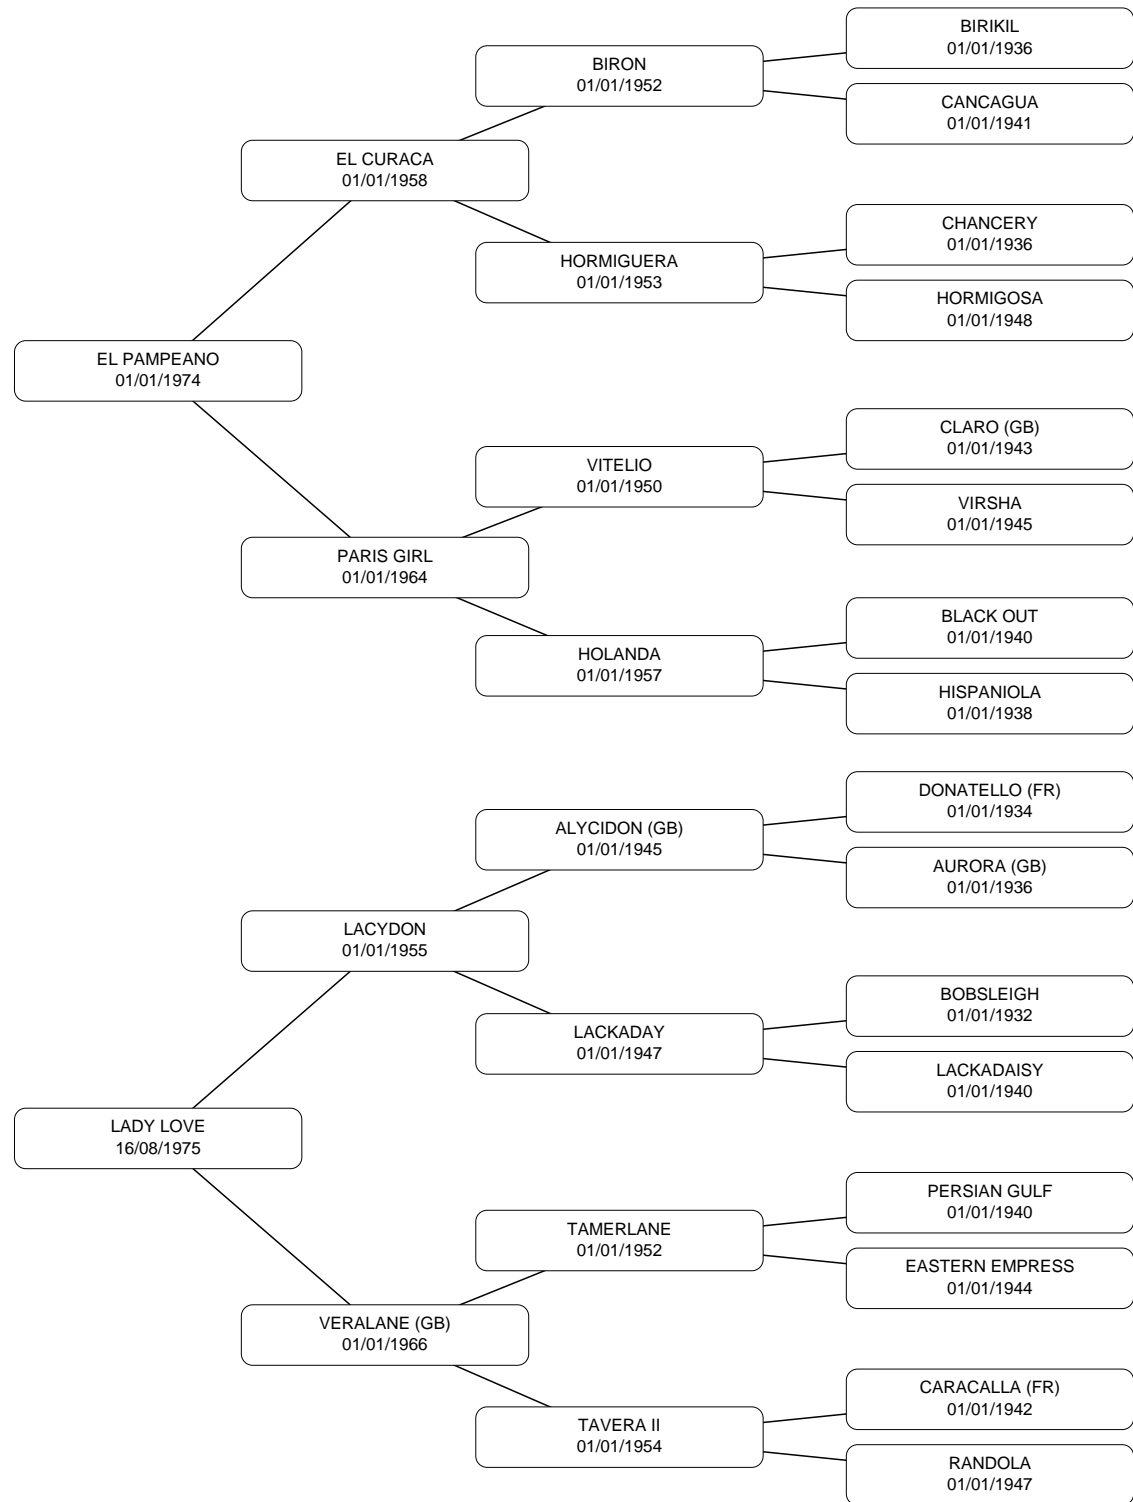 BIRIKIL
01/01/1936
BIRON
01/01/1952
CANCAGUA
01/01/1941
EL CURACA
01/01/1958
CHANCERY
01/01/1936
HORMIGUERA
01/01/1953
HORMIGOSA
01/01/1948
EL PAMPEANO
01/01/1974
CLARO (GB)
01/01/1943
VITELIO
01/01/1950
VIRSHA
01/01/1945
PARIS GIRL
01/01/1964
BLACK OUT
01/01/1940
HOLANDA
01/01/1957
HISPANIOLA
01/01/1938
DONATELLO (FR)
01/01/1934
ALYCIDON (GB)
01/01/1945
AURORA (GB)
01/01/1936
LACYDON
01/01/1955
BOBSLEIGH
01/01/1932
LACKADAY
01/01/1947
LACKADAISY
01/01/1940
LADY LOVE
16/08/1975
PERSIAN GULF
01/01/1940
TAMERLANE
01/01/1952
EASTERN EMPRESS
01/01/1944
VERALANE (GB)
01/01/1966
CARACALLA (FR)
01/01/1942
TAVERA II
01/01/1954
RANDOLA
01/01/1947